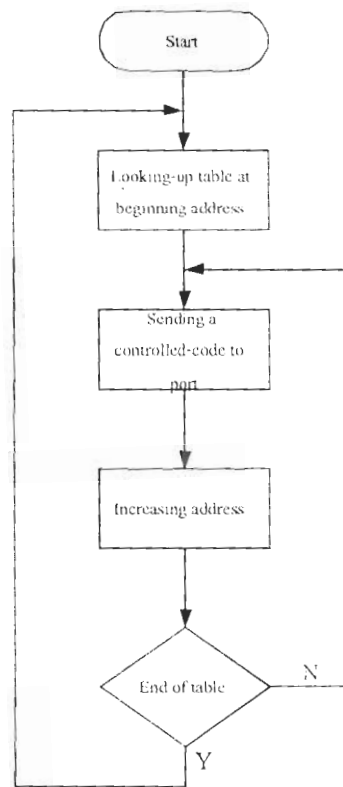 Start
Looking-up table at
beginning address
Sending a
controlled-code to
port
Increasing address
End of table
N
Y